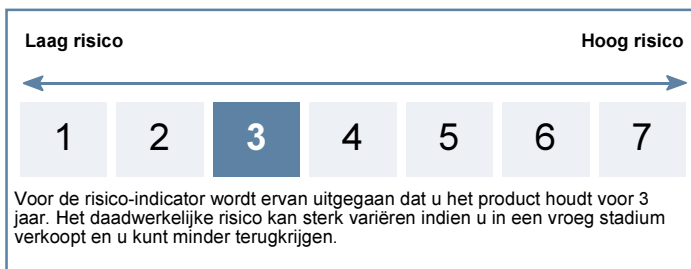 Laag risico Hoog risico
1 2 3 4 5 6 7
Voor de risico-indicator wordt ervan uitgegaan dat u het product houdt voor 3
jaar. Het daadwerkelijke risico kan sterk variëren indien u in een vroeg stadium
verkoopt en u kunt minder terugkrijgen.